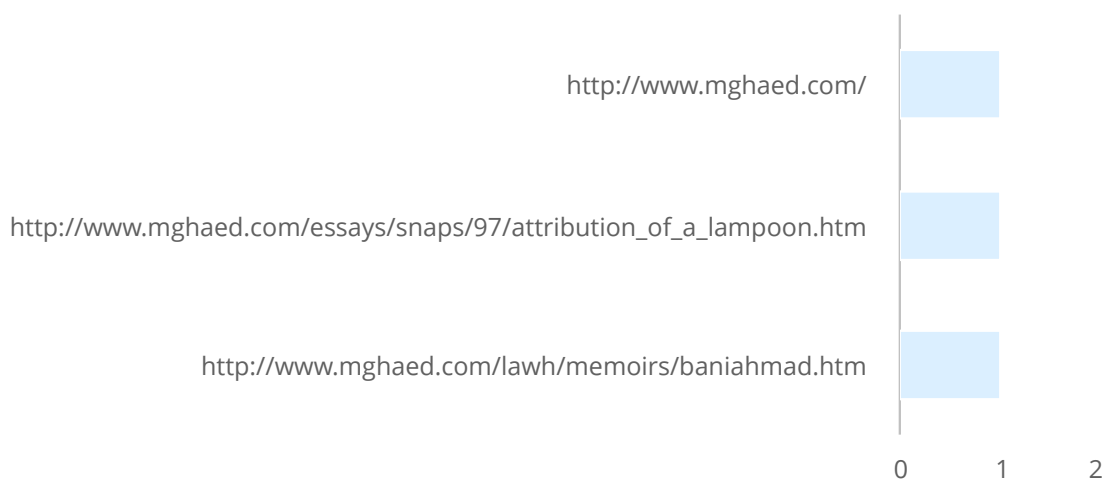 http://www.mghaed.com/
http://www.mghaed.com/essays/snaps/97/attribution_of_a_lampoon.htm
http://www.mghaed.com/lawh/memoirs/baniahmad.htm
0 1 2